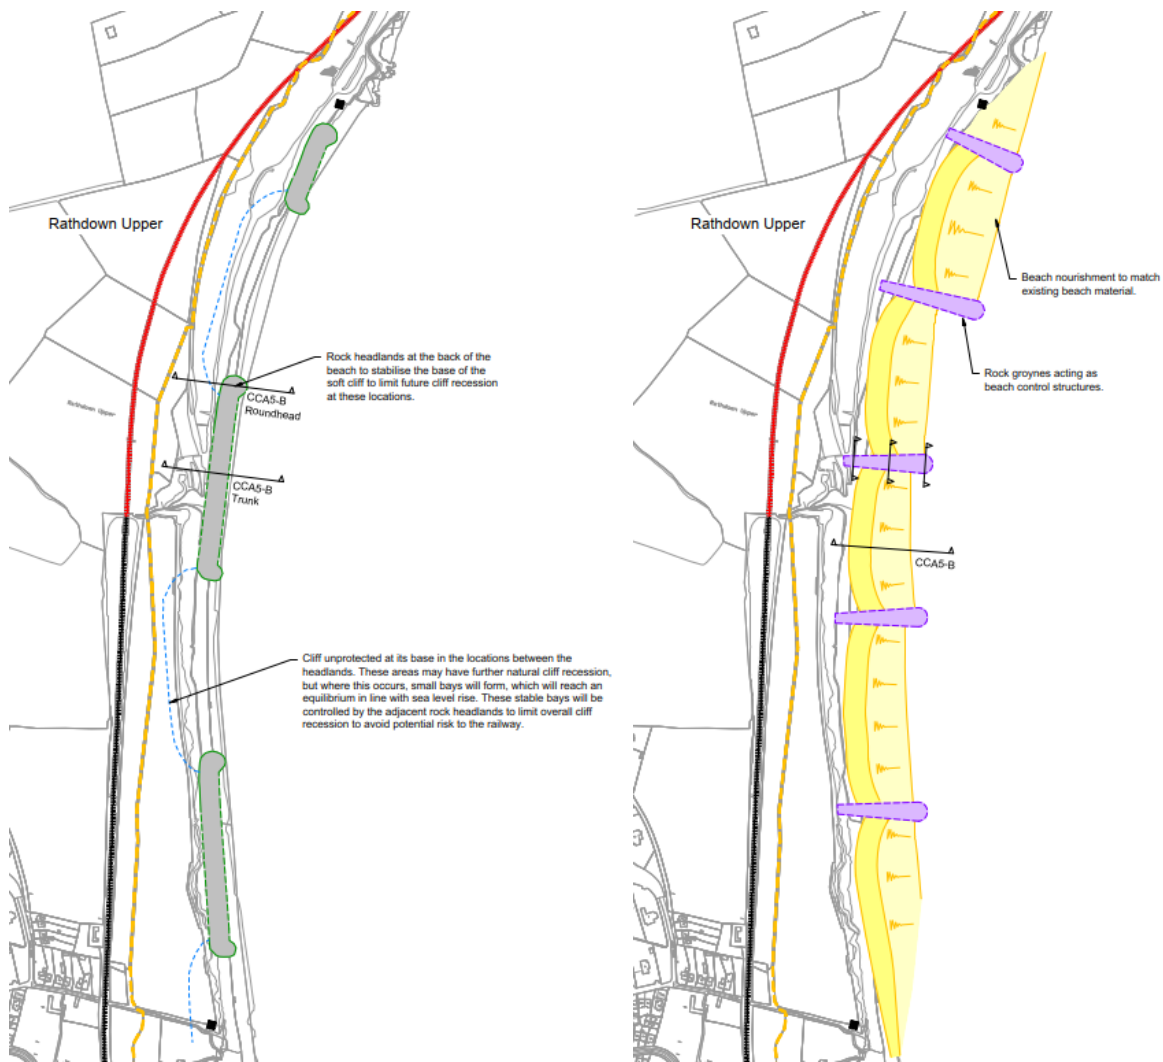 Rathdown Upper
Rock headlands at the back of the
beach to stabilise the base of the
soft cliff to limit future cliff recession
at these locations.
Rathdown Upper
CCA5-B
Roundhead
CCA5-B
Trunk
Cliff unprotected at its base in the locations between the
headlands. These areas may have further natural cliff recession,
but where this occurs, small bays will form, which will reach an
equilibrium in line with sea level rise. These stable bays will be
controlled by the adjacent rock headlands to limit overall cliff
recession to avoid potential risk to the railway.
Rathdown Upper
Beach nourishment to match
existing beach material.
Rock groynes acting as
beach control structures.
Rathdown Upper
CCA5-B